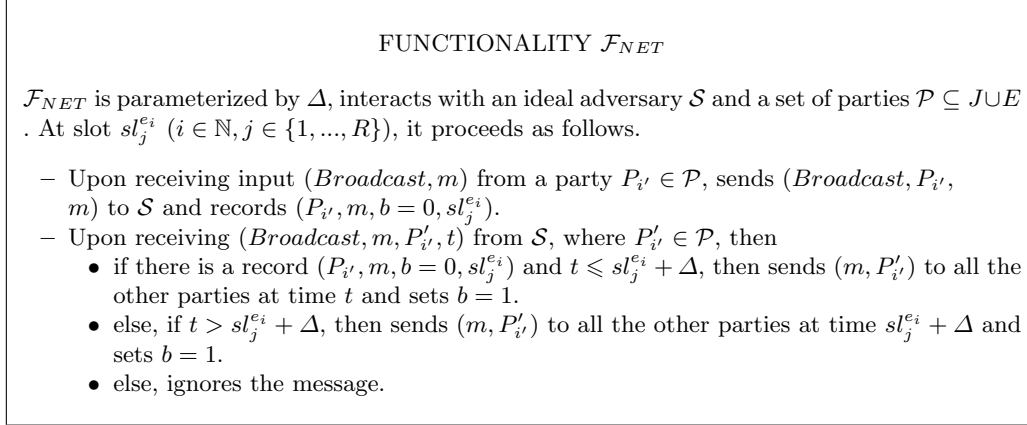 FUNCTIONALITY $\mathcal{F}_{NET}$
$\mathcal{F}_{NET}$ is parameterized by $\Delta$, interacts with an ideal adversary $\mathcal{S}$ and a set of parties $\mathcal{P} \subseteq J \cup E$
. At slot $sl_j^{e_i}$ ($i \in \mathbb{N}, j \in \{1, ..., R\}$), it proceeds as follows.
– Upon receiving input $(Broadcast, m)$ from a party $P_{i'} \in \mathcal{P}$, sends $(Broadcast, P_{i'},$
$m)$ to $\mathcal{S}$ and records $(P_{i'}, m, b = 0, sl_j^{e_i})$.
– Upon receiving $(Broadcast, m, P'_{i'}, t)$ from $\mathcal{S}$, where $P'_{i'} \in \mathcal{P}$, then
• if there is a record $(P_{i'}, m, b = 0, sl_j^{e_i})$ and $t \leqslant sl_j^{e_i} + \Delta$, then sends $(m, P'_{i'})$ to all the
other parties at time $t$ and sets $b = 1$.
• else, if $t > sl_j^{e_i} + \Delta$, then sends $(m, P'_{i'})$ to all the other parties at time $sl_j^{e_i} + \Delta$ and
sets $b = 1$.
• else, ignores the message.